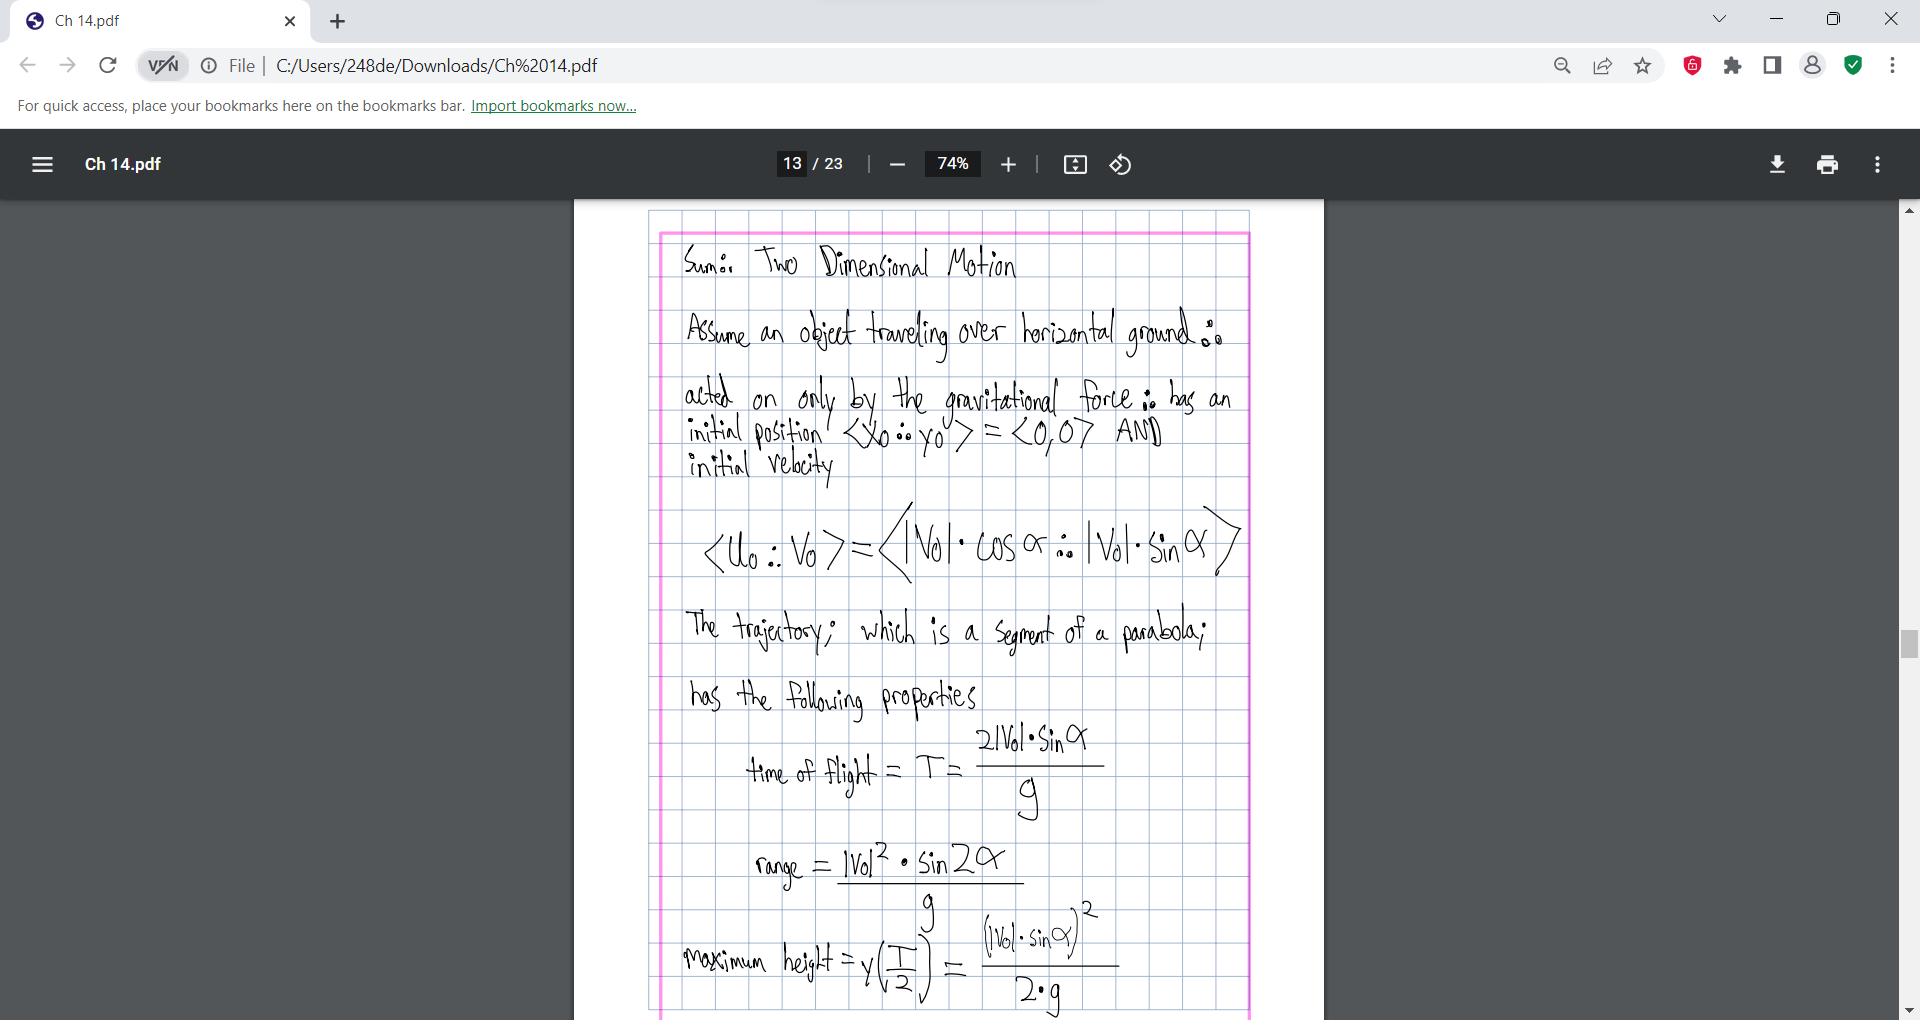 Ch 14.pdf
VPN File C:/Users/248de/Downloads/Ch%2014.pdf
For quick access, place your bookmarks here on the bookmarks bar. Import bookmarks now...
Ch 14.pdf 13 / 23 74%
Sum∴ Two Dimensional Motion
Assume an object traveling over horizontal ground ∴
acted on only by the gravitational force ∴ has an
initial position <x₀ ∴ y₀> = <0,0> AND
initial velocity
<u₀ ∴ v₀> = <|V₀|· cos α ∴ |V₀|· sin α>
The trajectory; which is a segment of a parabola;
has the following properties
time of flight = T = 2|V₀|·sin α / g
range = |V₀|² · sin 2α / g
maximum height = y(T/2) = (|V₀|·sin α)² / 2·g